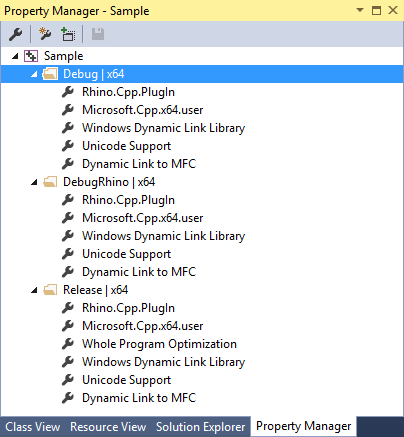 Property Manager - Sample
Sample
Debug | x64
Rhino.Cpp.PlugIn
Microsoft.Cpp.x64.user
Windows Dynamic Link Library
Unicode Support
Dynamic Link to MFC
DebugRhino | x64
Rhino.Cpp.PlugIn
Microsoft.Cpp.x64.user
Windows Dynamic Link Library
Unicode Support
Dynamic Link to MFC
Release | x64
Rhino.Cpp.PlugIn
Microsoft.Cpp.x64.user
Whole Program Optimization
Windows Dynamic Link Library
Unicode Support
Dynamic Link to MFC
Class View Resource View Solution Explorer Property Manager